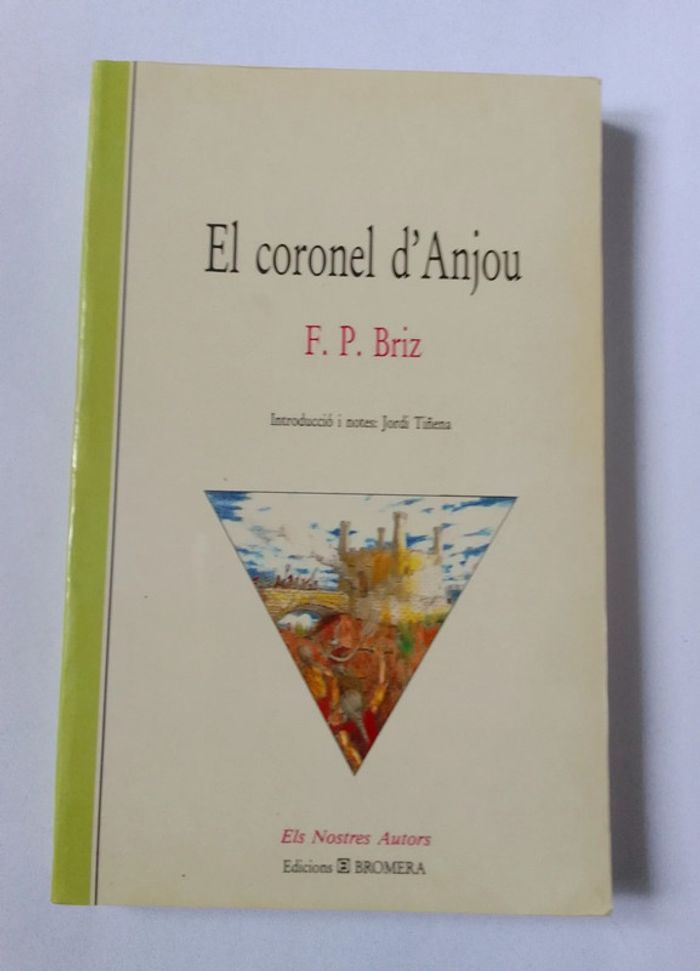 El coronel d'Anjou
F. P. Briz
Introducció i notes: Jordi Tiñena
Els Nostres Autors
Edicions BROMERA